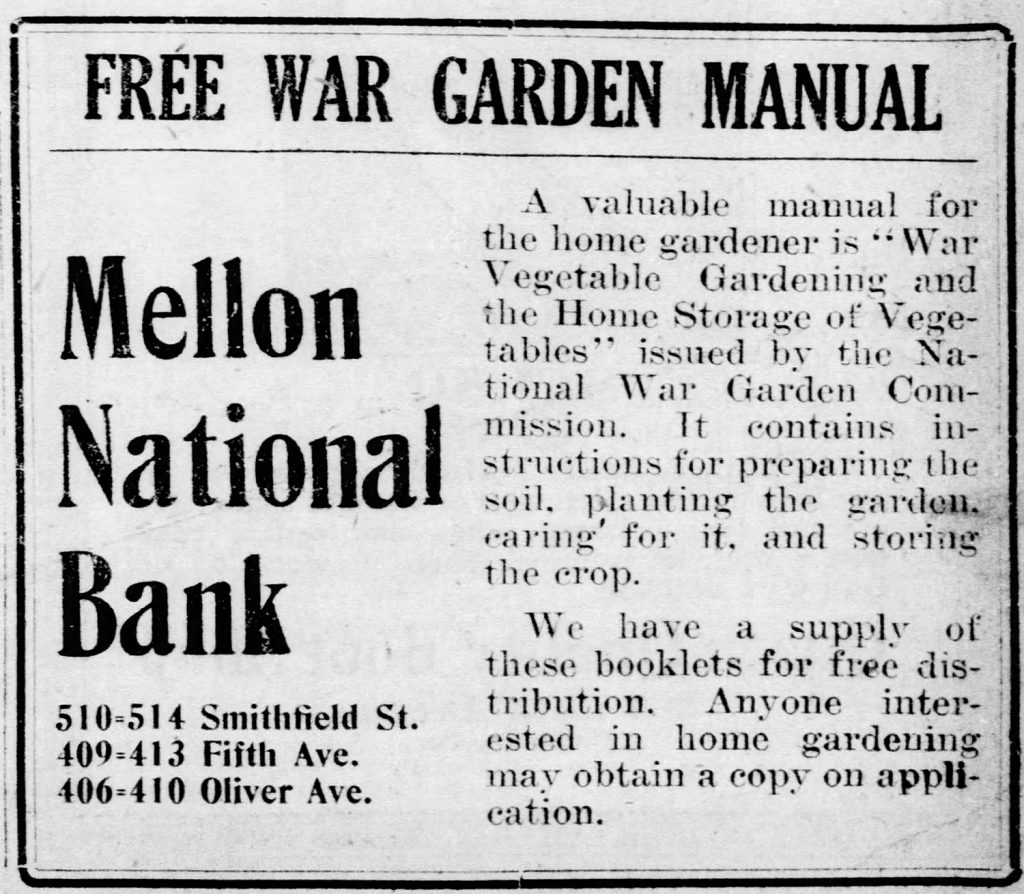 FREE WAR GARDEN MANUAL
Mellon
National
Bank
510=514 Smithfield St.
409=413 Fifth Ave.
406=410 Oliver Ave.
A valuable manual for
the home gardener is "War
Vegetable Gardening and
the Home Storage of Vege-
tables" issued by the Na-
tional War Garden Com-
mission. It contains in-
structions for preparing the
soil, planting the garden,
caring for it, and storing
the crop.
We have a supply of
these booklets for free dis-
tribution. Anyone inter-
ested in home gardening
may obtain a copy on appli-
cation.